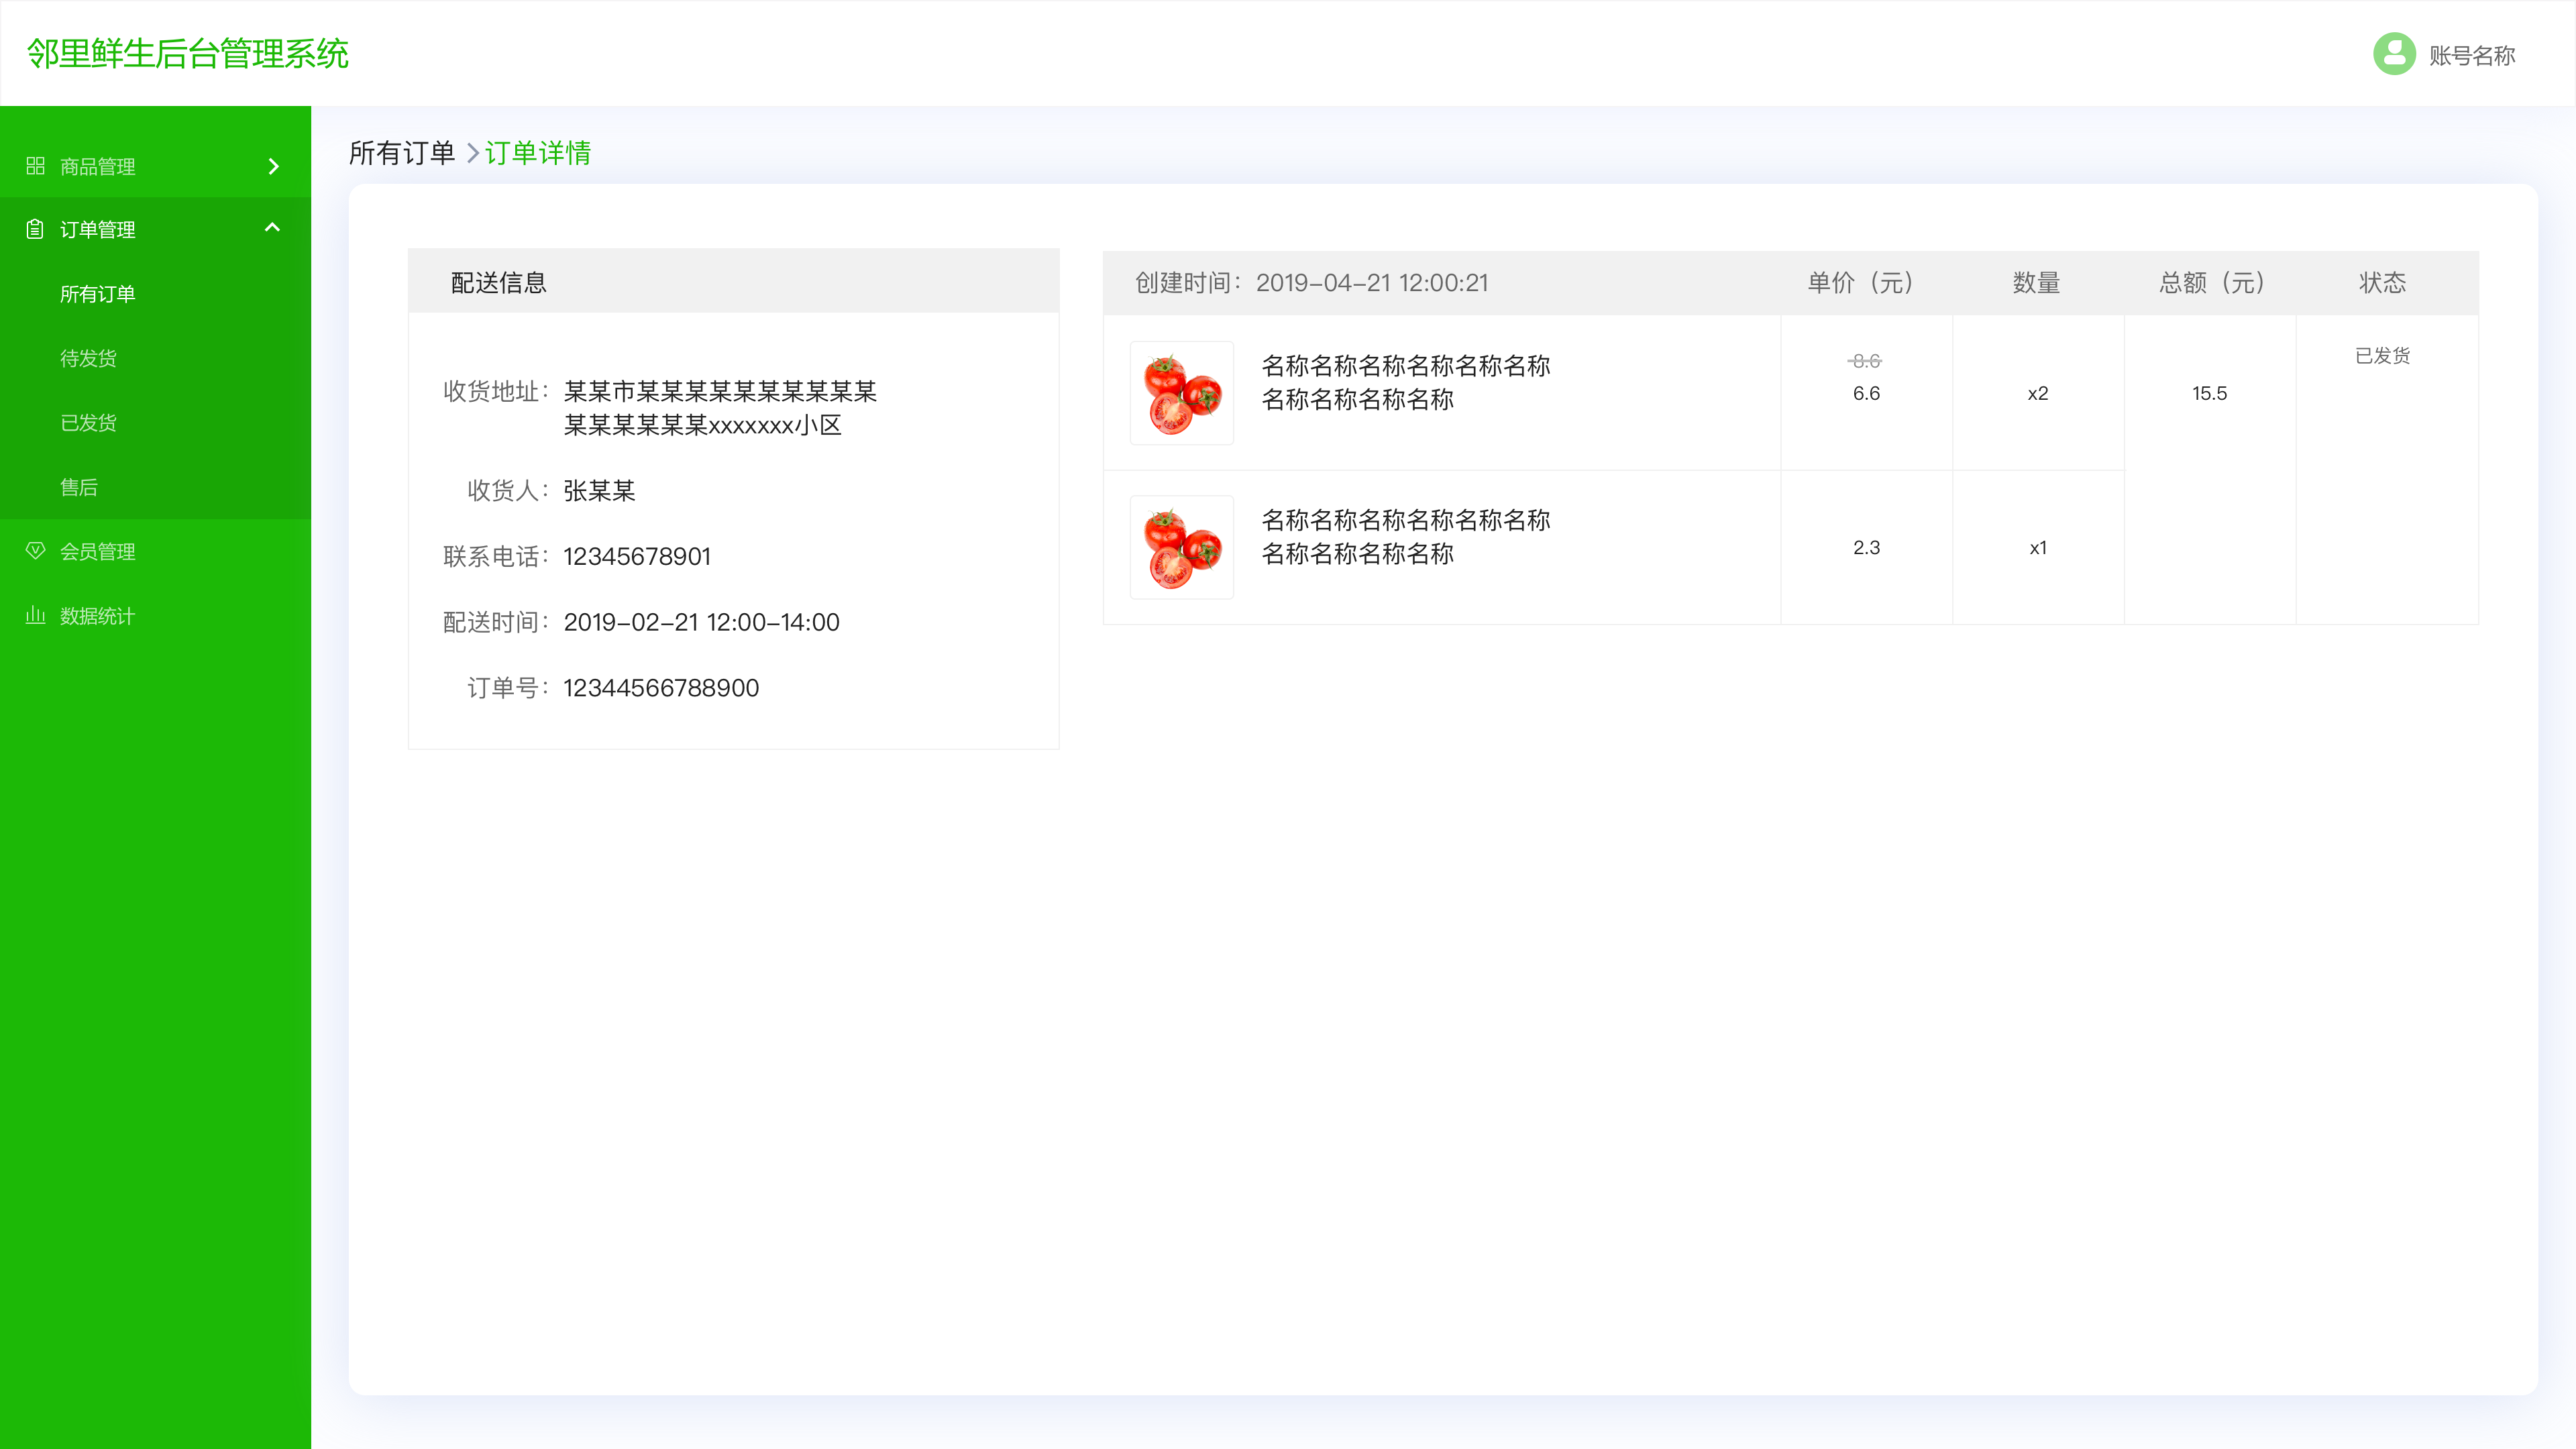 邻里鲜生后台管理系统
账号名称
商品管理
订单管理
所有订单
待发货
已发货
售后
会员管理
数据统计
所有订单
订单详情
配送信息
收货地址：某某市某某某某某某某某某某
某某某某某某xxxxxxx小区
收货人：张某某
联系电话：12345678901
配送时间：2019-02-21 12:00-14:00
订单号：12344566788900
创建时间：2019-04-21 12:00:21 单价（元） 数量 总额（元） 状态
名称名称名称名称名称名称
名称名称名称名称
8.6
6.6
x2
15.5
已发货
名称名称名称名称名称名称
名称名称名称名称
2.3
x1